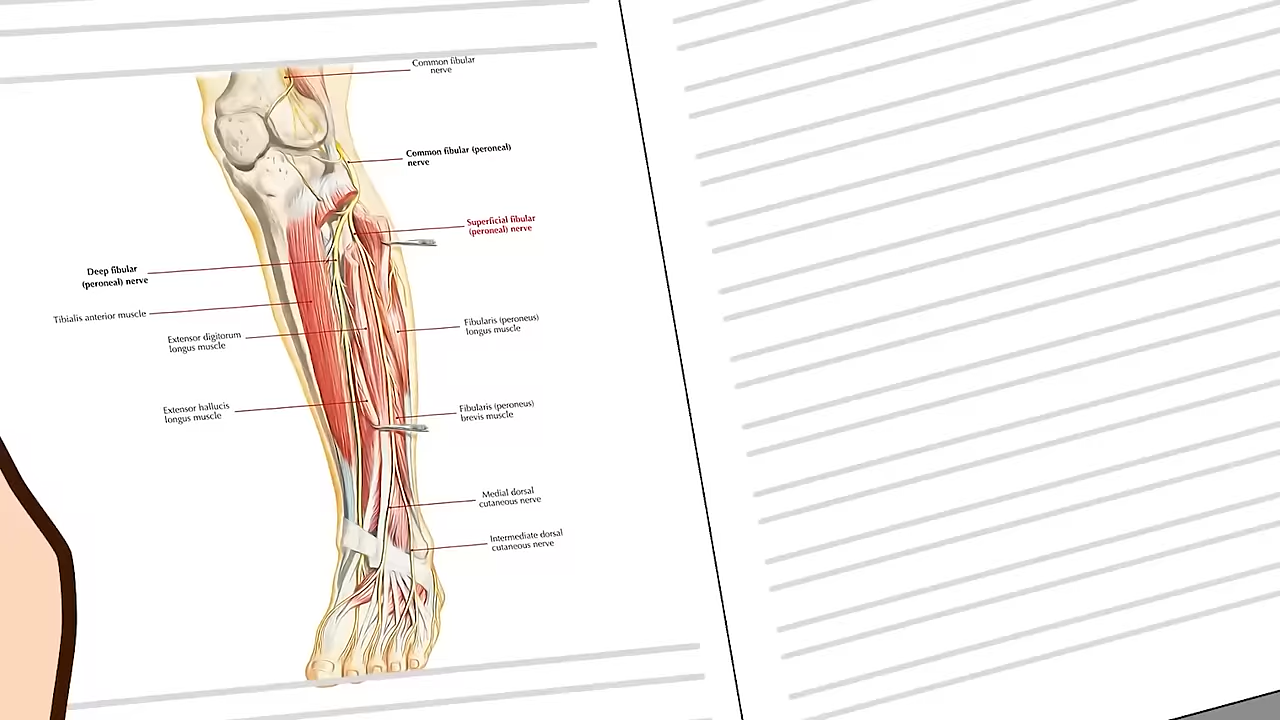 Common fibular
nerve
Common fibular (peroneal)
nerve
Superficial fibular
(peroneal) nerve
Deep fibular
(peroneal) nerve
Tibialis anterior muscle
Extensor digitorum
longus muscle
Fibularis (peroneus)
longus muscle
Extensor hallucis
longus muscle
Fibularis (peroneus)
brevis muscle
Medial dorsal
cutaneous nerve
Intermediate dorsal
cutaneous nerve